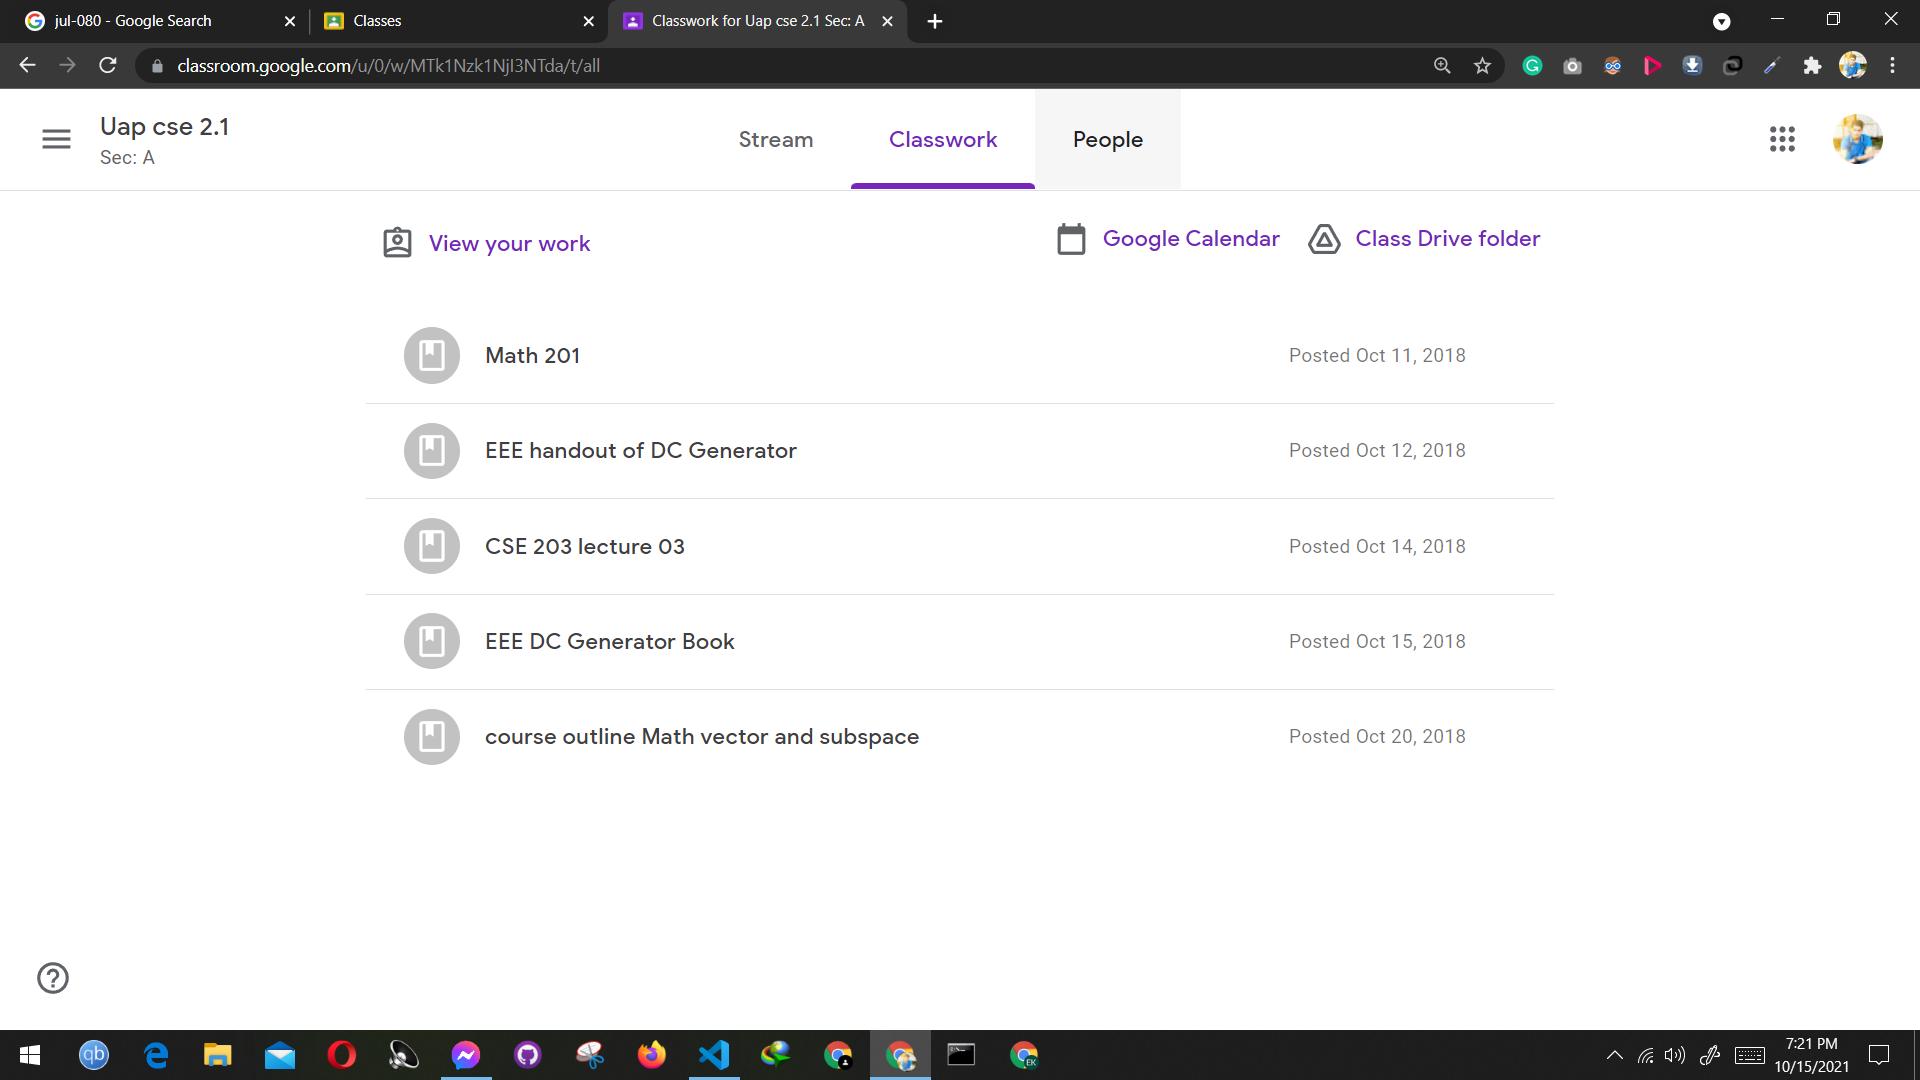 jul-080 - Google Search
Classes
Classwork for Uap cse 2.1 Sec: A
classroom.google.com/u/0/w/MTk1Nzk1NjI3NTda/t/all
Uap cse 2.1
Sec: A
Stream
Classwork
People
View your work
Google Calendar
Class Drive folder
Math 201
Posted Oct 11, 2018
EEE handout of DC Generator
Posted Oct 12, 2018
CSE 203 lecture 03
Posted Oct 14, 2018
EEE DC Generator Book
Posted Oct 15, 2018
course outline Math vector and subspace
Posted Oct 20, 2018
qb
EK
7:21 PM
10/15/2021